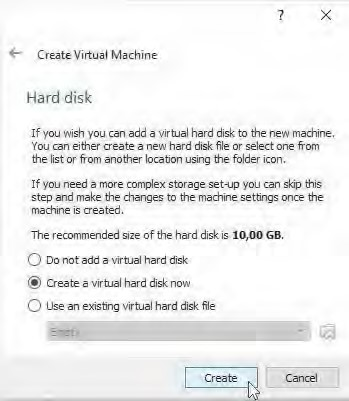 ?
Create Virtual Machine
Hard disk
If you wish you can add a virtual hard disk to the new machine.
You can either create a new hard disk file or select one from
the list or from another location using the folder icon.
If you need a more complex storage set-up you can skip this
step and make the changes to the machine settings once the
machine is created.
The recommended size of the hard disk is 10,00 GB.
Do not add a virtual hard disk
Create a virtual hard disk now
Use an existing virtual hard disk file
Empty
Create
Cancel